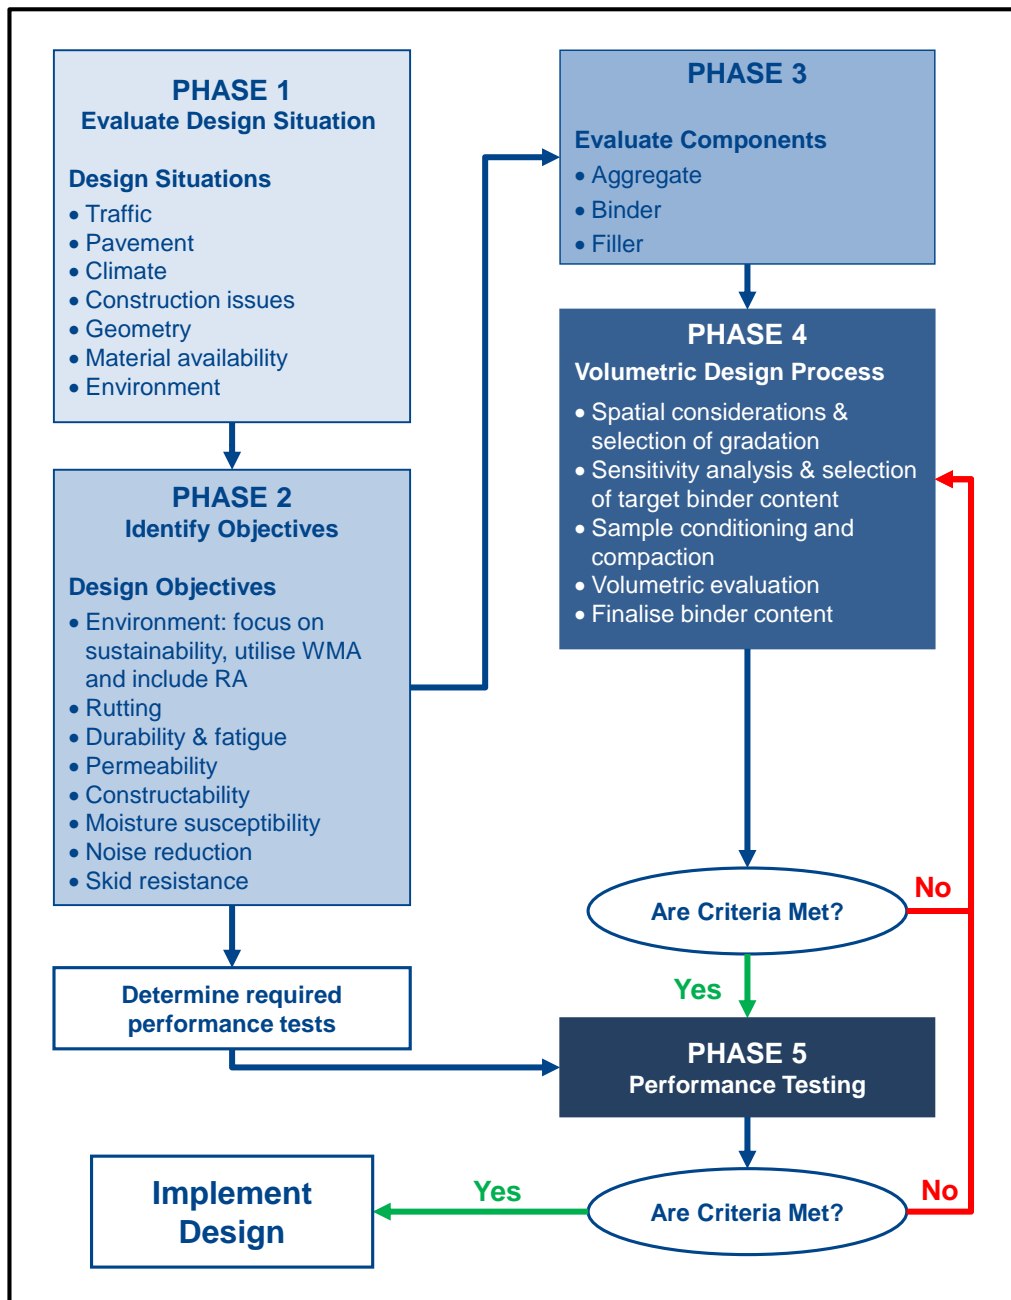 PHASE 1
Evaluate Design Situation
Design Situations
• Traffic
• Pavement
• Climate
• Construction issues
• Geometry
• Material availability
• Environment
PHASE 2
Identify Objectives
Design Objectives
• Environment: focus on
sustainability, utilise WMA
and include RA
• Rutting
• Durability & fatigue
• Permeability
• Constructability
• Moisture susceptibility
• Noise reduction
• Skid resistance
Determine required
performance tests
PHASE 3
Evaluate Components
• Aggregate
• Binder
• Filler
PHASE 4
Volumetric Design Process
• Spatial considerations &
selection of gradation
• Sensitivity analysis & selection
of target binder content
• Sample conditioning and
compaction
• Volumetric evaluation
• Finalise binder content
Are Criteria Met?
No
Yes
PHASE 5
Performance Testing
Are Criteria Met?
No
Yes
Implement
Design